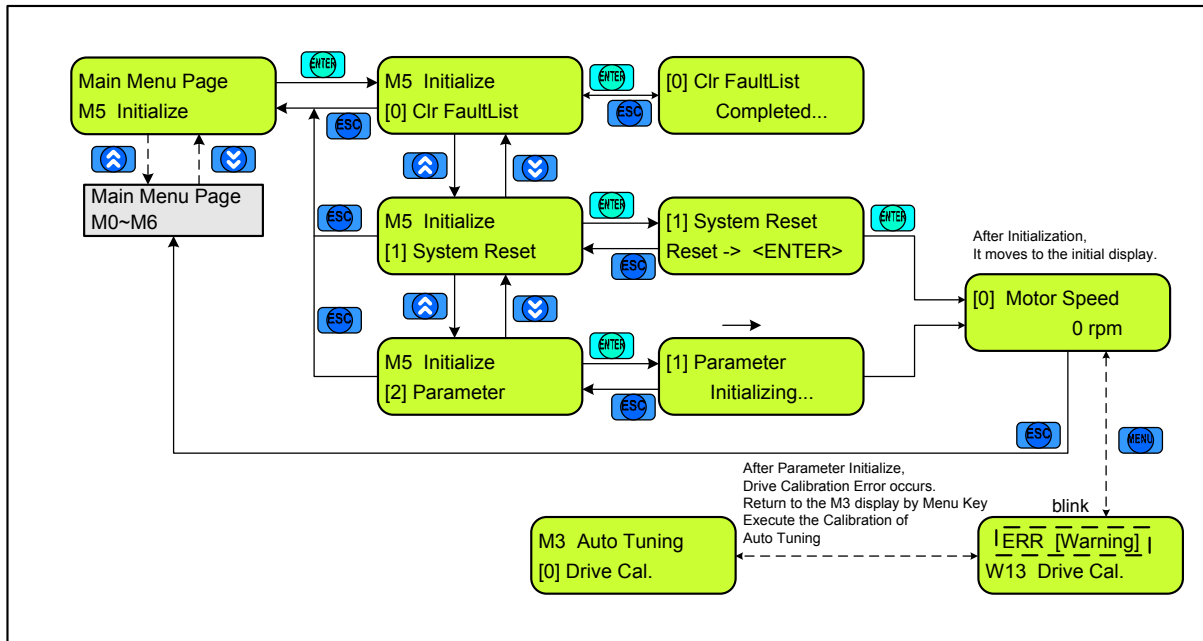 Main Menu Page
M5  Initialize
ENTER
M5  Initialize
[0] Clr FaultList
ESC
ENTER
ESC
[0] Clr FaultList
Completed...
Main Menu Page
M0~M6
ESC
M5  Initialize
[1] System Reset
ENTER
ESC
[1] System Reset
Reset ->  <ENTER>
ENTER
After Initialization,
It moves to the initial display.
[0]  Motor Speed
0 rpm
ESC
M5  Initialize
[2] Parameter
ENTER
ESC
[1] Parameter
Initializing...
ESC
MENU
After Parameter Initialize,
Drive Calibration Error occurs.
Return to the M3 display by Menu Key
Execute the Calibration of
Auto Tuning
blink
M3  Auto Tuning
[0] Drive Cal.
ERR  [Warning]
W13  Drive Cal.